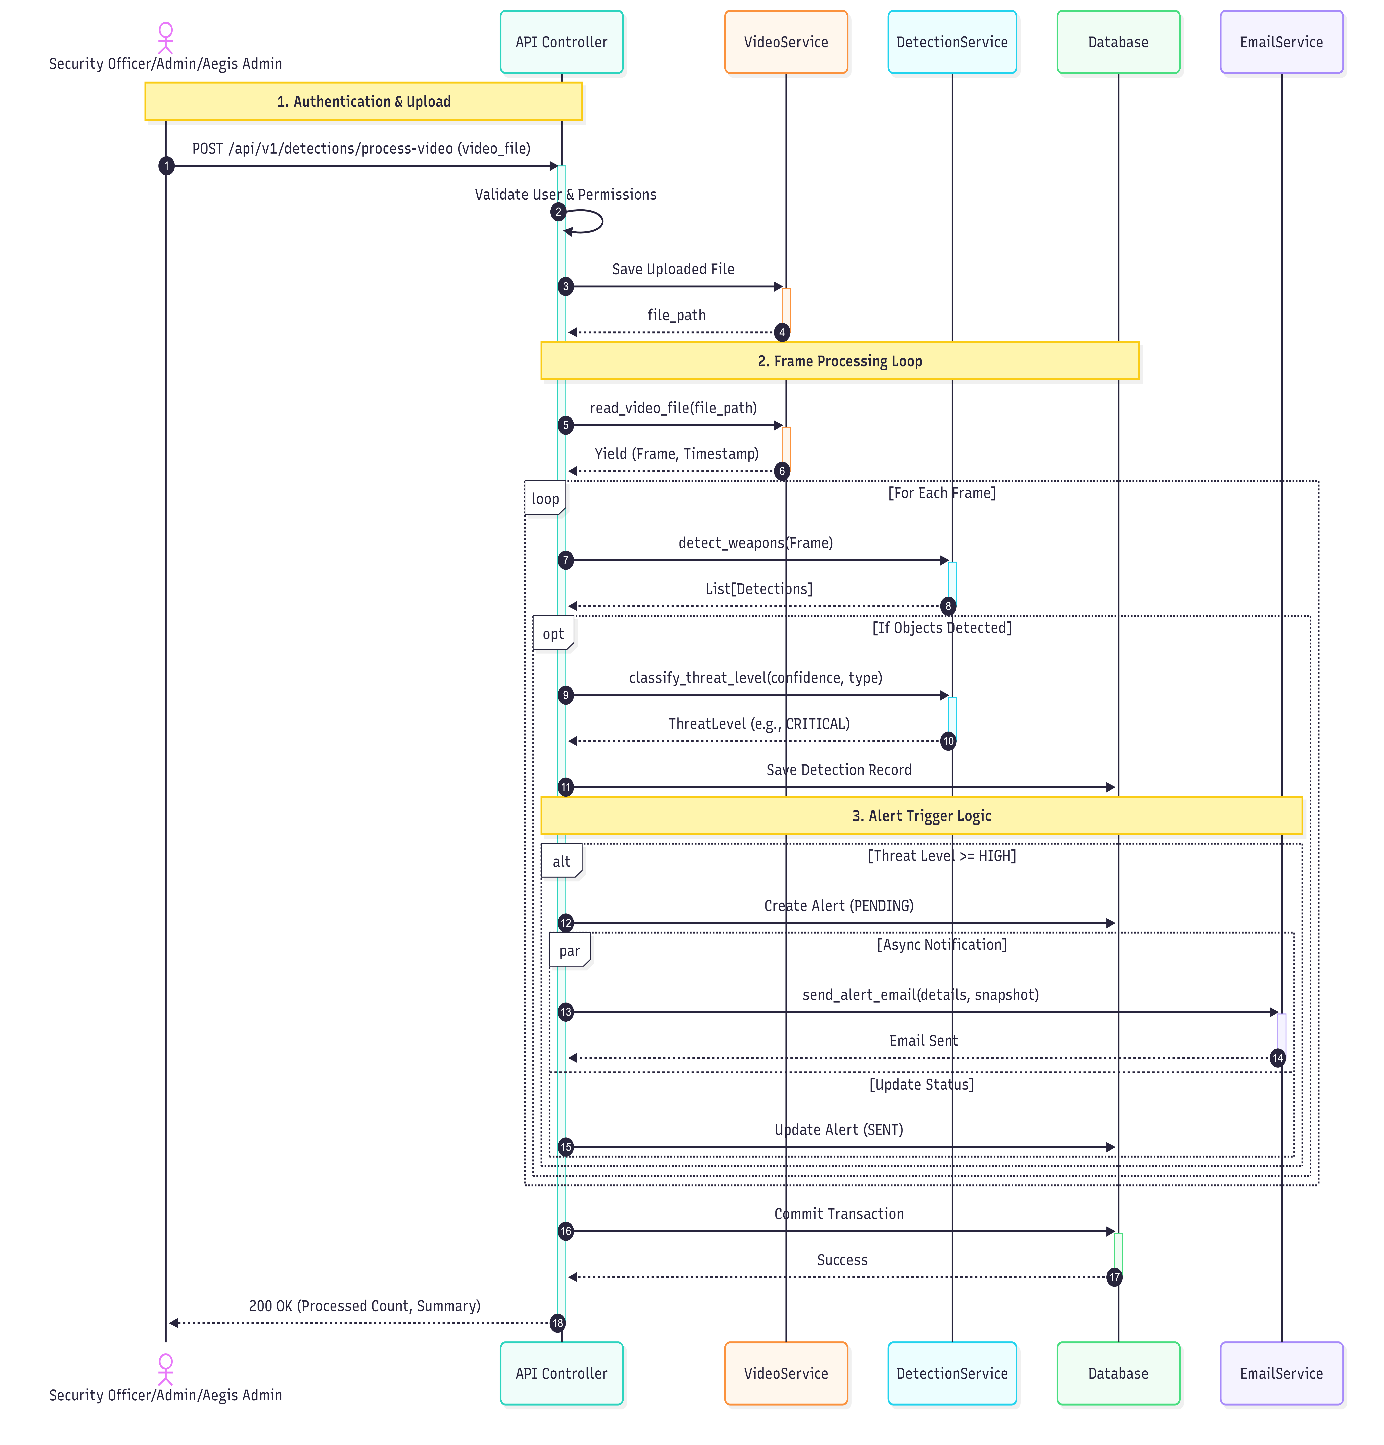 Security Officer/Admin/Aegis Admin
API Controller
VideoService
DetectionService
Database
EmailService
1. Authentication & Upload
POST /api/v1/detections/process-video (video_file)
1
Validate User & Permissions
2
Save Uploaded File
3
file_path
4
2. Frame Processing Loop
read_video_file(file_path)
5
Yield (Frame, Timestamp)
6
loop
[For Each Frame]
detect_weapons(Frame)
7
List[Detections]
8
opt
[If Objects Detected]
classify_threat_level(confidence, type)
9
ThreatLevel (e.g., CRITICAL)
10
Save Detection Record
11
3. Alert Trigger Logic
alt
[Threat Level >= HIGH]
Create Alert (PENDING)
12
par
[Async Notification]
send_alert_email(details, snapshot)
13
Email Sent
14
[Update Status]
Update Alert (SENT)
15
Commit Transaction
16
Success
17
200 OK (Processed Count, Summary)
18
Security Officer/Admin/Aegis Admin
API Controller
VideoService
DetectionService
Database
EmailService